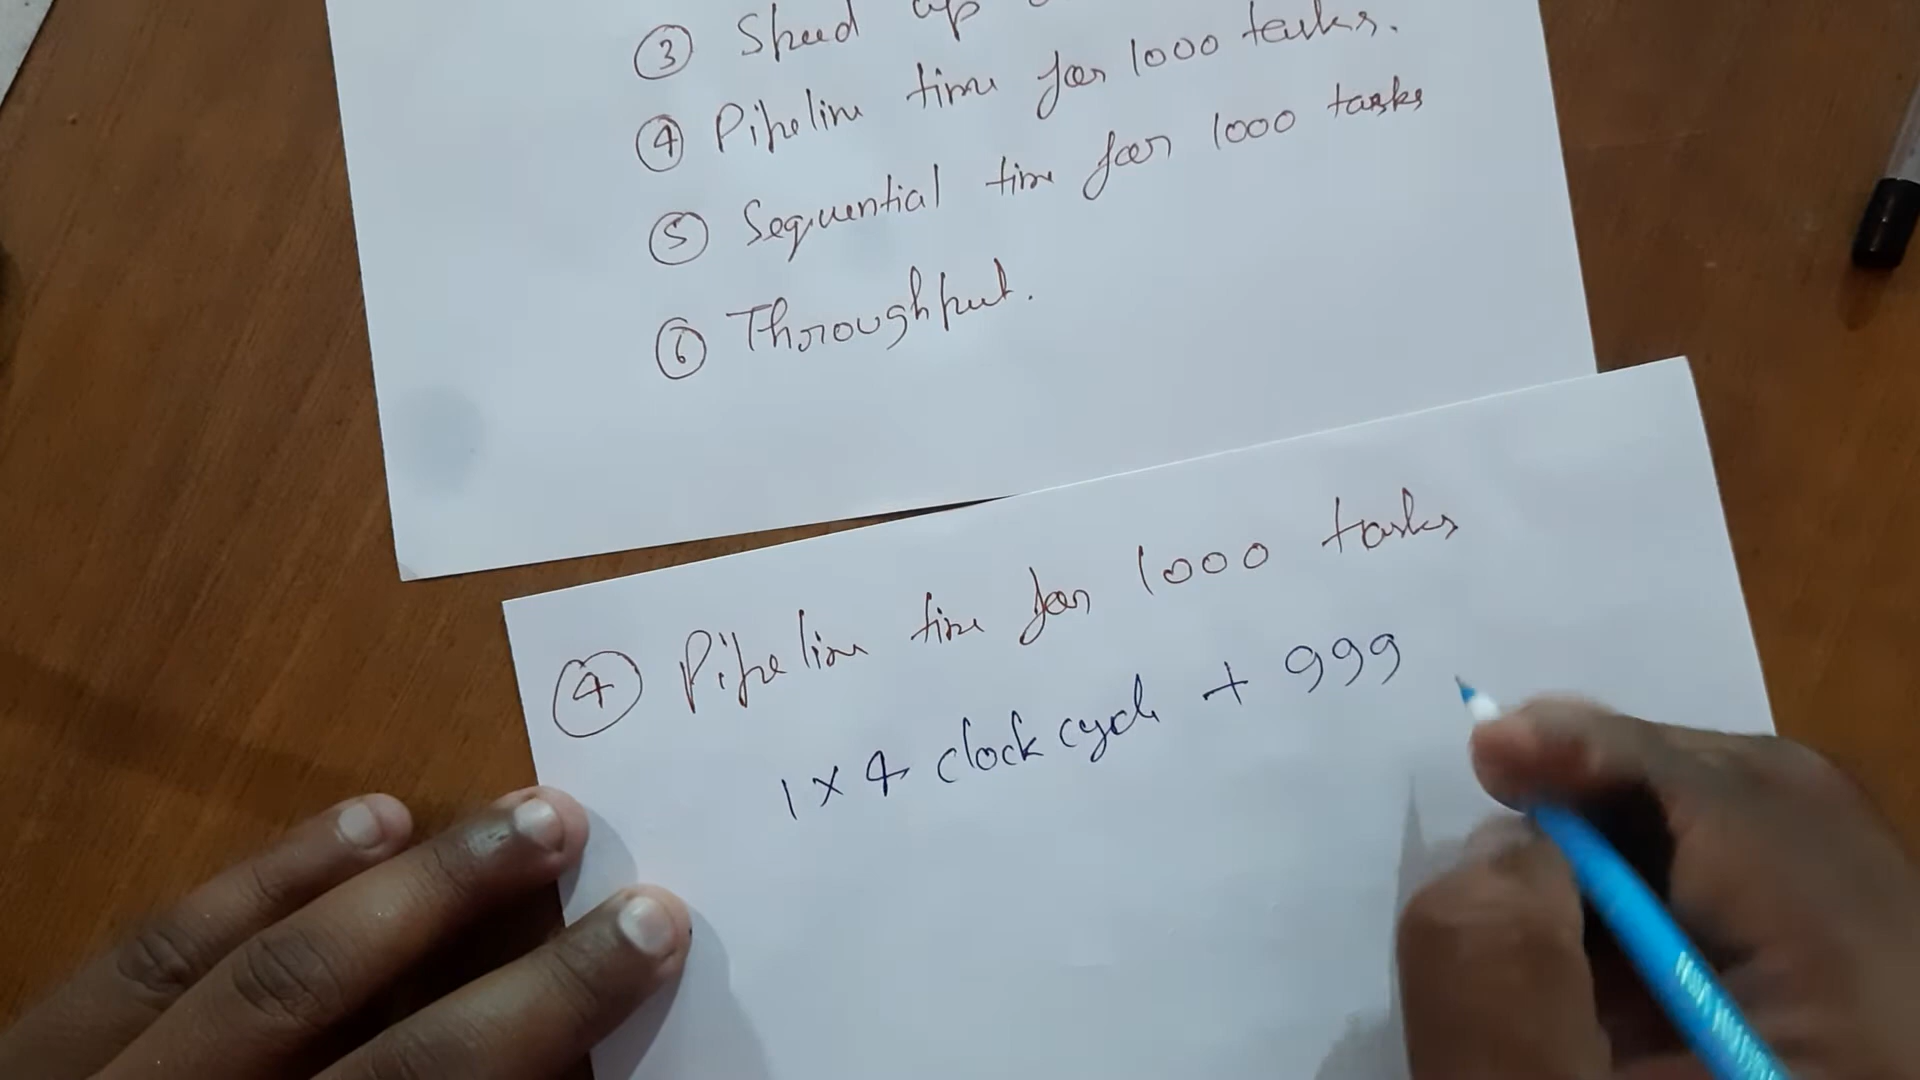 ③ Speed up
④ Pipeline time for 1000 tasks.
⑤ Sequential time for 1000 tasks
⑥ Throughput.
④ Pipeline time for 1000 tasks
1 × 4 clock cycle + 999